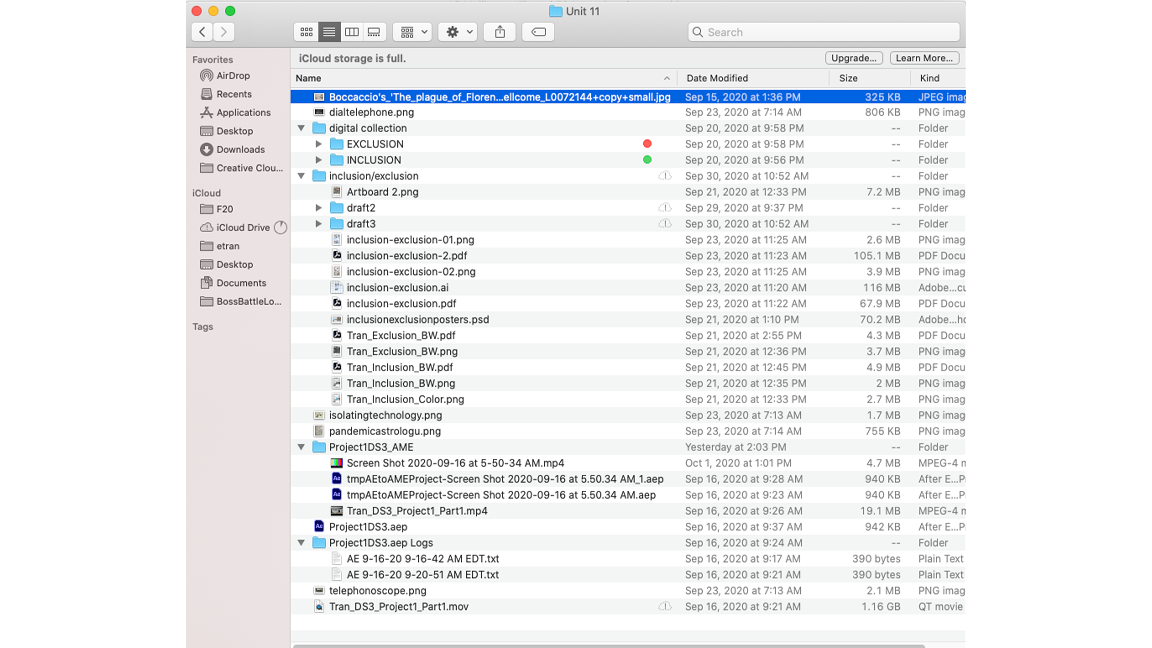 Unit 11
Search
Favorites
AirDrop
Recents
Applications
Desktop
Downloads
Creative Clou...
iCloud
F20
iCloud Drive
etran
Desktop
Documents
BossBattleLo...
Tags
iCloud storage is full. Upgrade... Learn More...
Name Date Modified Size Kind
Boccaccio's_'The_plague_of_Floren...ellcome_L0072144+copy+small.jpg Sep 15, 2020 at 1:36 PM 325 KB JPEG imag
dialtelephone.png Sep 23, 2020 at 7:14 AM 806 KB PNG imag
digital collection Sep 20, 2020 at 9:58 PM -- Folder
EXCLUSION Sep 20, 2020 at 9:58 PM -- Folder
INCLUSION Sep 20, 2020 at 9:56 PM -- Folder
inclusion/exclusion Sep 30, 2020 at 10:52 AM -- Folder
Artboard 2.png Sep 21, 2020 at 12:33 PM 7.2 MB PNG imag
draft2 Sep 29, 2020 at 9:37 PM -- Folder
draft3 Sep 30, 2020 at 10:52 AM -- Folder
inclusion-exclusion-01.png Sep 23, 2020 at 11:25 AM 2.6 MB PNG imag
inclusion-exclusion-2.pdf Sep 23, 2020 at 11:23 AM 105.1 MB PDF Docu
inclusion-exclusion-02.png Sep 23, 2020 at 11:25 AM 3.9 MB PNG imag
inclusion-exclusion.ai Sep 23, 2020 at 11:20 AM 116 MB Adobe...cu
inclusion-exclusion.pdf Sep 23, 2020 at 11:22 AM 67.9 MB PDF Docu
inclusionexclusionposters.psd Sep 21, 2020 at 1:10 PM 70.2 MB Adobe...ho
Tran_Exclusion_BW.pdf Sep 21, 2020 at 2:55 PM 4.3 MB PDF Docu
Tran_Exclusion_BW.png Sep 21, 2020 at 12:36 PM 3.7 MB PNG imag
Tran_Inclusion_BW.pdf Sep 21, 2020 at 12:45 PM 4.9 MB PDF Docu
Tran_Inclusion_BW.png Sep 21, 2020 at 12:35 PM 2 MB PNG imag
Tran_Inclusion_Color.png Sep 21, 2020 at 12:33 PM 2.7 MB PNG imag
isolatingtechnology.png Sep 23, 2020 at 7:13 AM 1.7 MB PNG imag
pandemicastrologu.png Sep 23, 2020 at 7:14 AM 755 KB PNG imag
Project1DS3_AME Yesterday at 2:03 PM -- Folder
Screen Shot 2020-09-16 at 5-50-34 AM.mp4 Oct 1, 2020 at 1:01 PM 4.7 MB MPEG-4 m
tmpAEtoAMEProject-Screen Shot 2020-09-16 at 5.50.34 AM_1.aep Sep 16, 2020 at 9:28 AM 940 KB After E...P
tmpAEtoAMEProject-Screen Shot 2020-09-16 at 5.50.34 AM.aep Sep 16, 2020 at 9:23 AM 940 KB After E...P
Tran_DS3_Project1_Part1.mp4 Sep 16, 2020 at 9:26 AM 19.1 MB MPEG-4 m
Project1DS3.aep Sep 16, 2020 at 9:37 AM 942 KB After E...P
Project1DS3.aep Logs Sep 16, 2020 at 9:24 AM -- Folder
AE 9-16-20 9-16-42 AM EDT.txt Sep 16, 2020 at 9:17 AM 390 bytes Plain Text
AE 9-16-20 9-20-51 AM EDT.txt Sep 16, 2020 at 9:21 AM 390 bytes Plain Text
telephonoscope.png Sep 23, 2020 at 7:13 AM 2.1 MB PNG imag
Tran_DS3_Project1_Part1.mov Sep 16, 2020 at 9:21 AM 1.16 GB QT movie